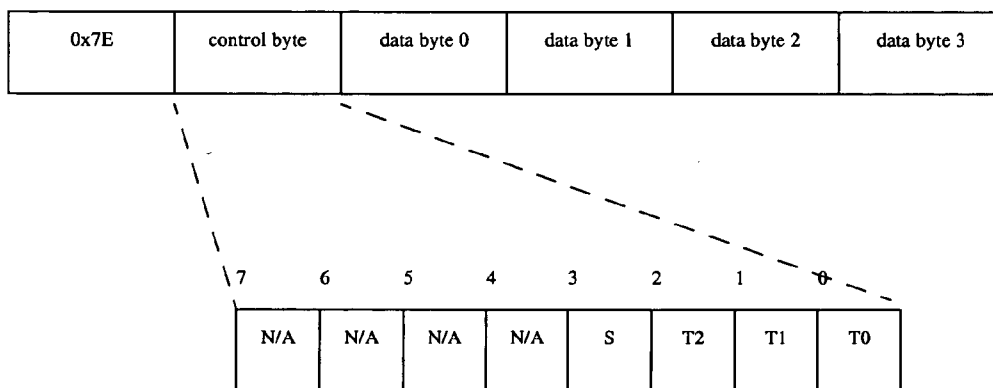 0x7E control byte data byte 0 data byte 1 data byte 2 data byte 3
7 6 5 4 3 2 1 0
N/A N/A N/A N/A S T2 T1 T0